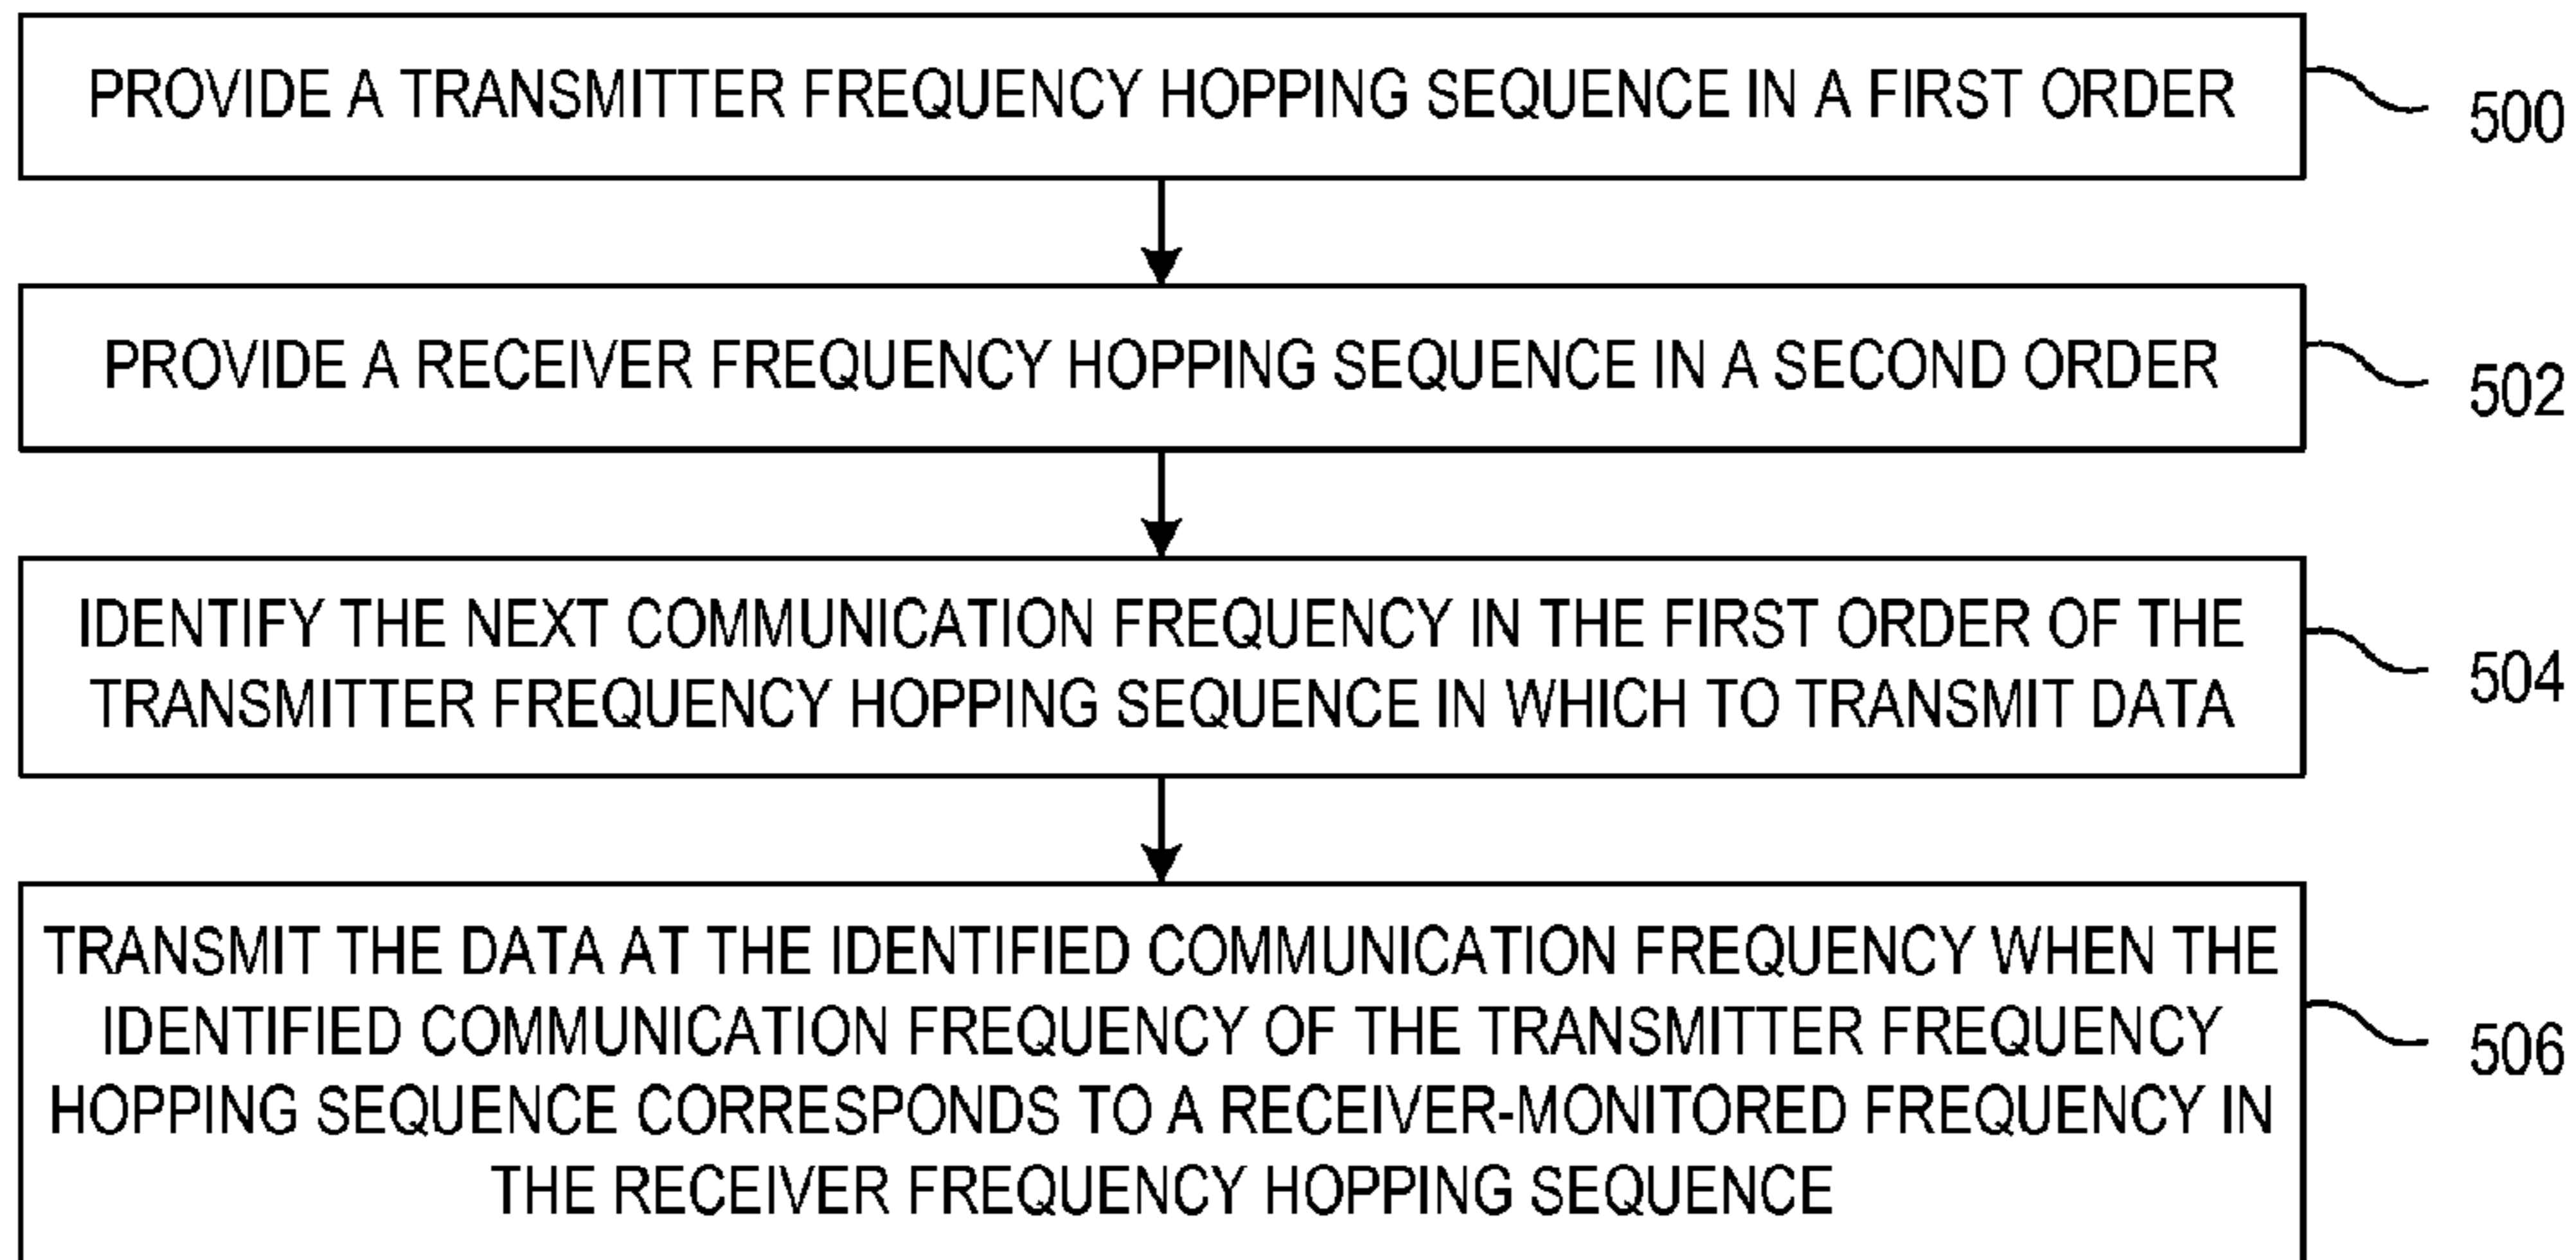 PROVIDE A TRANSMITTER FREQUENCY HOPPING SEQUENCE IN A FIRST ORDER
500
PROVIDE A RECEIVER FREQUENCY HOPPING SEQUENCE IN A SECOND ORDER
502
IDENTIFY THE NEXT COMMUNICATION FREQUENCY IN THE FIRST ORDER OF THE
TRANSMITTER FREQUENCY HOPPING SEQUENCE IN WHICH TO TRANSMIT DATA
504
TRANSMIT THE DATA AT THE IDENTIFIED COMMUNICATION FREQUENCY WHEN THE
IDENTIFIED COMMUNICATION FREQUENCY OF THE TRANSMITTER FREQUENCY
HOPPING SEQUENCE CORRESPONDS TO A RECEIVER-MONITORED FREQUENCY IN
THE RECEIVER FREQUENCY HOPPING SEQUENCE
506